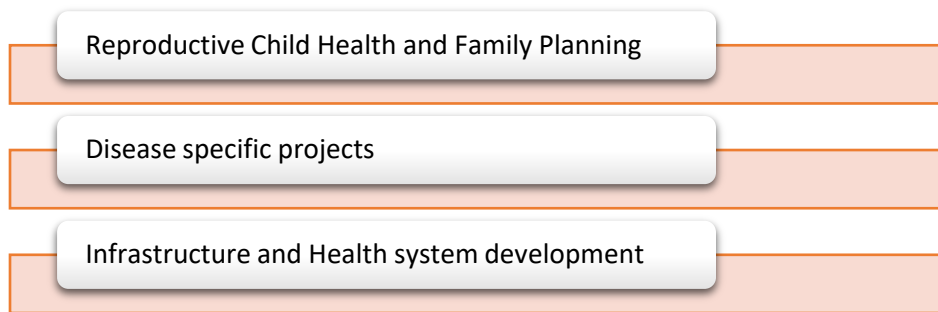 Reproductive Child Health and Family Planning
Disease specific projects
Infrastructure and Health system development